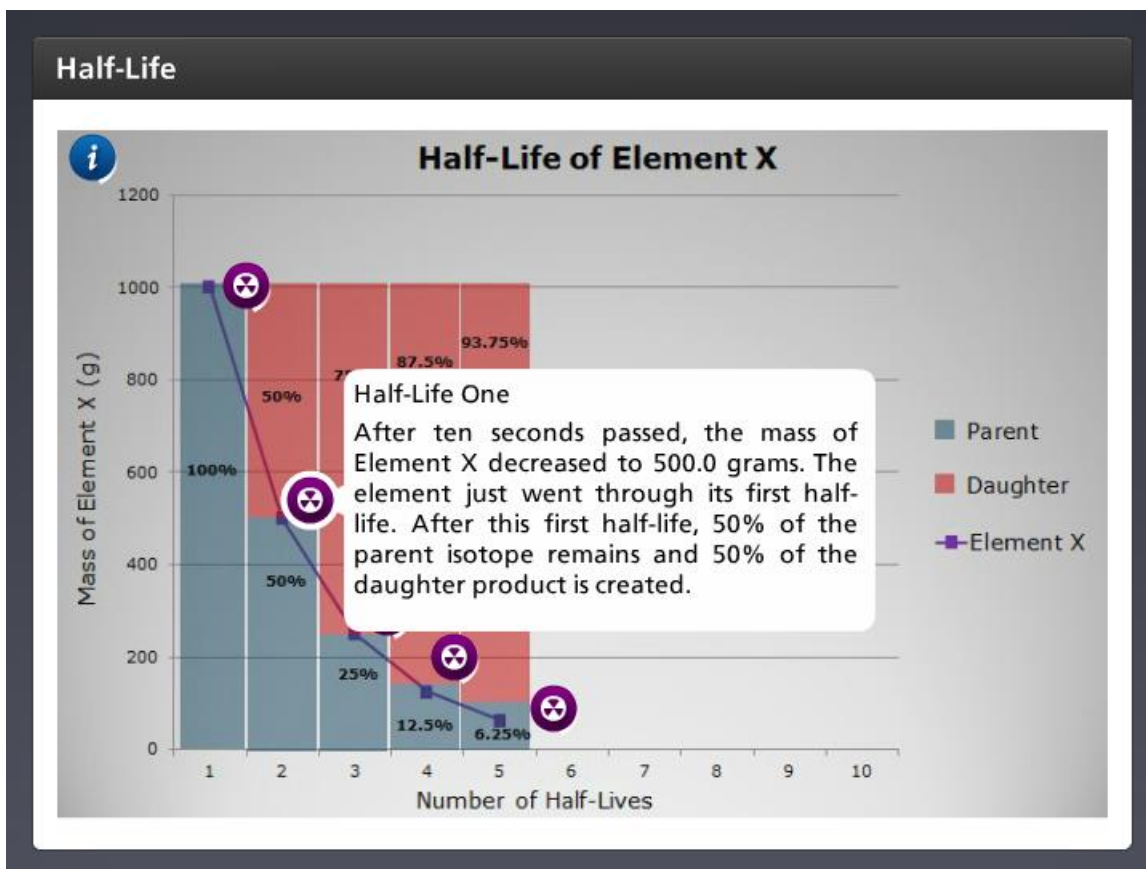 Half-Life
i
Half-Life of Element X
1200
1000
800
600
400
200
0
Mass of Element X (g)
100%
50%
50%
25%
87.5%
12.5%
93.75%
6.25%
Half-Life One
After ten seconds passed, the mass of
Element X decreased to 500.0 grams. The
element just went through its first half-
life. After this first half-life, 50% of the
parent isotope remains and 50% of the
daughter product is created.
Parent
Daughter
Element X
1 2 3 4 5 6 7 8 9 10
Number of Half-Lives